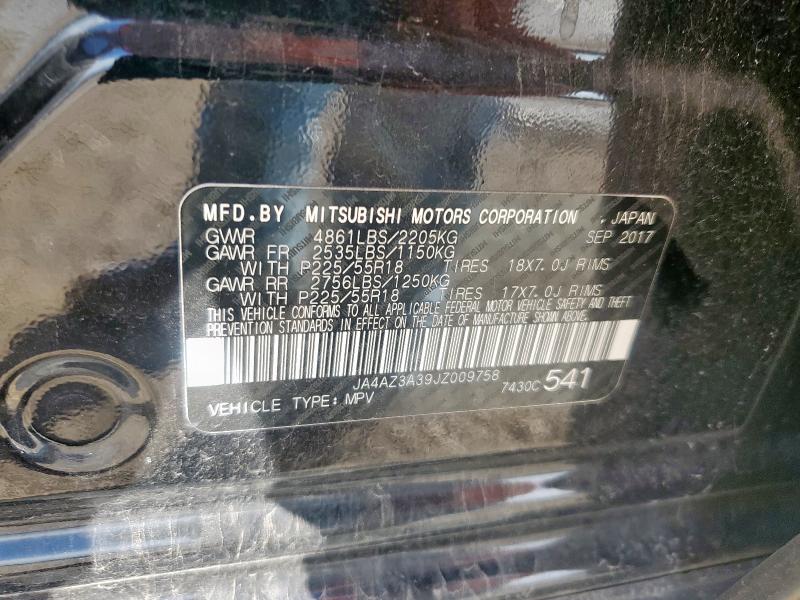 MFD.BY MITSUBISHI MOTORS CORPORATION , JAPAN
GVWR 4861LBS/2205KG SEP 2017
GAWR FR 2535LBS/1150KG
WITH P225/55R18 TIRES 18X7.0J RIMS
GAWR RR 2756LBS/1250KG
WITH P225/55R18 TIRES 17X7.0J RIMS
THIS VEHICLE CONFORMS TO ALL APPLICABLE FEDERAL MOTOR VEHICLE SAFETY AND THEFT
PREVENTION STANDARDS IN EFFECT ON THE DATE OF MANUFACTURE SHOWN ABOVE.
JA4AZ3A39JZ009758
7430C 541
VEHICLE TYPE: MPV